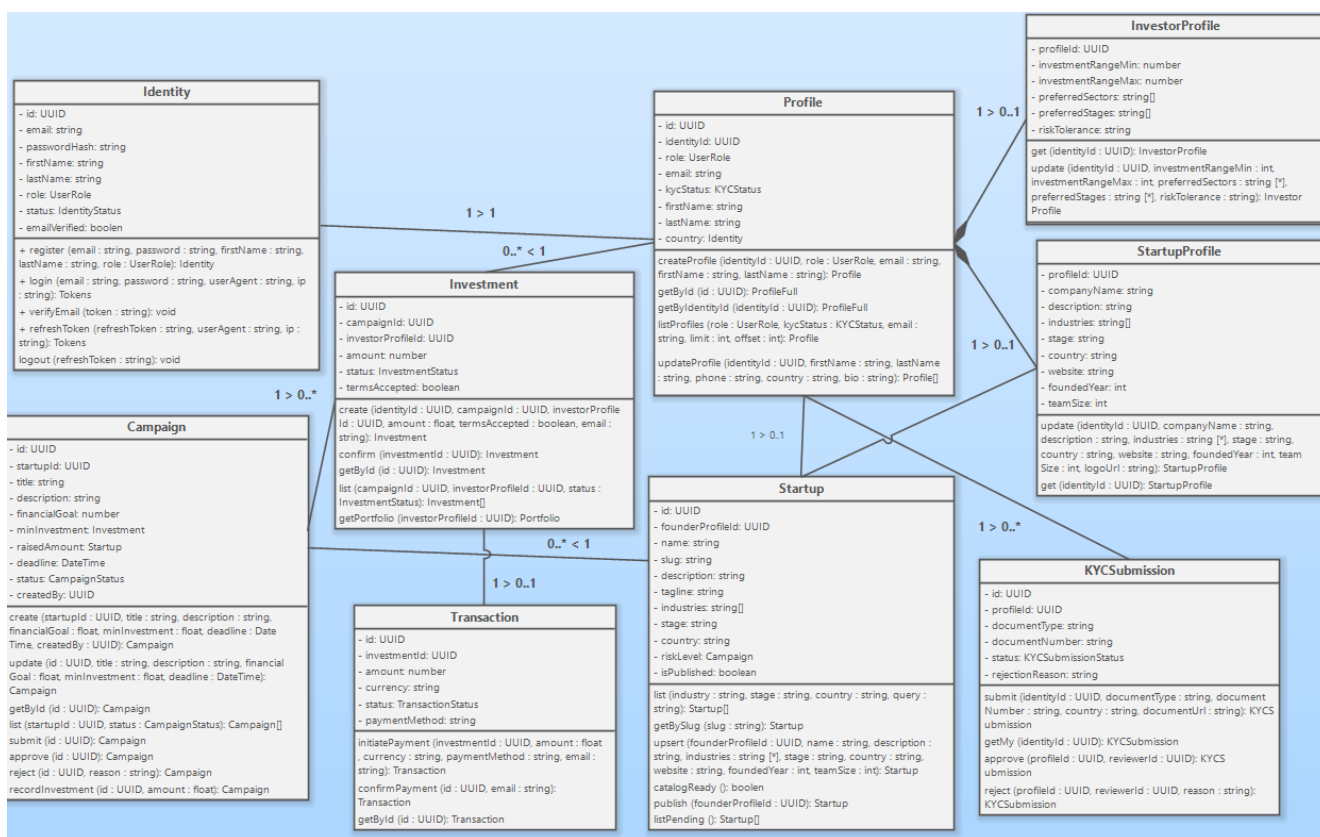 Identity
- id: UUID
- email: string
- passwordHash: string
- firstName: string
- lastName: string
- role: UserRole
- status: IdentityStatus
- emailVerified: boolen
+ register (email : string, password : string, firstName : string,
lastName : string, role : UserRole): Identity
+ login (email : string, password : string, userAgent : string, ip
: string): Tokens
+ verifyEmail (token : string): void
+ refreshToken (refreshToken : string, userAgent : string, ip :
string): Tokens
logout (refreshToken : string): void
1 > 1
0..* < 1
Profile
- id: UUID
- identityId: UUID
- role: UserRole
- email: string
- kycStatus: KYCStatus
- firstName: string
- lastName: string
- country: Identity
createProfile (identityId : UUID, role : UserRole, email : string,
firstName : string, lastName : string): Profile
getById (id : UUID): ProfileFull
getByIdentityId (identityId : UUID): ProfileFull
listProfiles (role : UserRole, kycStatus : KYCStatus, email :
string, limit : int, offset : int): Profile
updateProfile (identityId : UUID, firstName : string, lastName
: string, phone : string, country : string, bio : string): Profile[]
1 > 0..1
InvestorProfile
- profileId: UUID
- investmentRangeMin: number
- investmentRangeMax: number
- preferredSectors: string[]
- preferredStages: string[]
- riskTolerance: string
get (identityId : UUID): InvestorProfile
update (identityId : UUID, investmentRangeMin : int,
investmentRangeMax : int, preferredSectors : string [*],
preferredStages : string [*], riskTolerance : string): Investor
Profile
1 > 0..1
StartupProfile
- profileId: UUID
- companyName: string
- description: string
- industries: string[]
- stage: string
- country: string
- website: string
- foundedYear: int
- teamSize: int
update (identityId : UUID, companyName : string,
description : string, industries : string [*], stage : string,
country : string, website : string, foundedYear : int, team
Size : int, logoUrl : string): StartupProfile
get (identityId : UUID): StartupProfile
Investment
- id: UUID
- campaignId: UUID
- investorProfileId: UUID
- amount: number
- status: InvestmentStatus
- termsAccepted: boolean
create (identityId : UUID, campaignId : UUID, investorProfile
Id : UUID, amount : float, termsAccepted : boolean, email :
string): Investment
confirm (investmentId : UUID): Investment
getById (id : UUID): Investment
list (campaignId : UUID, investorProfileId : UUID, status :
InvestmentStatus): Investment[]
getPortfolio (investorProfileId : UUID): Portfolio
1 > 0..*
Campaign
- id: UUID
- startupId: UUID
- title: string
- description: string
- financialGoal: number
- minInvestment: Investment
- raisedAmount: Startup
- deadline: DateTime
- status: CampaignStatus
- createdBy: UUID
create (startupId : UUID, title : string, description : string,
financialGoal : float, minInvestment : float, deadline : Date
Time, createdBy : UUID): Campaign
update (id : UUID, title : string, description : string, financial
Goal : float, minInvestment : float, deadline : DateTime):
Campaign
getById (id : UUID): Campaign
list (startupId : UUID, status : CampaignStatus): Campaign[]
submit (id : UUID): Campaign
approve (id : UUID): Campaign
reject (id : UUID, reason : string): Campaign
recordInvestment (id : UUID, amount : float): Campaign
0..* < 1
1 > 0..1
Transaction
- id: UUID
- investmentId: UUID
- amount: number
- currency: string
- status: TransactionStatus
- paymentMethod: string
initiatePayment (investmentId : UUID, amount : float
, currency : string, paymentMethod : string, email :
string): Transaction
confirmPayment (id : UUID, email : string):
Transaction
getById (id : UUID): Transaction
1 > 0..1
Startup
- id: UUID
- founderProfileId: UUID
- name: string
- slug: string
- description: string
- tagline: string
- industries: string[]
- stage: string
- country: string
- riskLevel: Campaign
- isPublished: boolean
list (industry : string, stage : string, country : string, query :
string): Startup[]
getBySlug (slug : string): Startup
upsert (founderProfileId : UUID, name : string, description :
string, industries : string [*], stage : string, country : string,
website : string, foundedYear : int, teamSize : int): Startup
catalogReady (): boolen
publish (founderProfileId : UUID): Startup
listPending (): Startup[]
1 > 0..*
KYCSubmission
- id: UUID
- profileId: UUID
- documentType: string
- documentNumber: string
- status: KYCSubmissionStatus
- rejectionReason: string
submit (identityId : UUID, documentType : string, document
Number : string, country : string, documentUrl : string): KYCS
ubmission
getMy (identityId : UUID): KYCSubmission
approve (profileId : UUID, reviewerId : UUID): KYCS
ubmission
reject (profileId : UUID, reviewerId : UUID, reason : string):
KYCSubmission